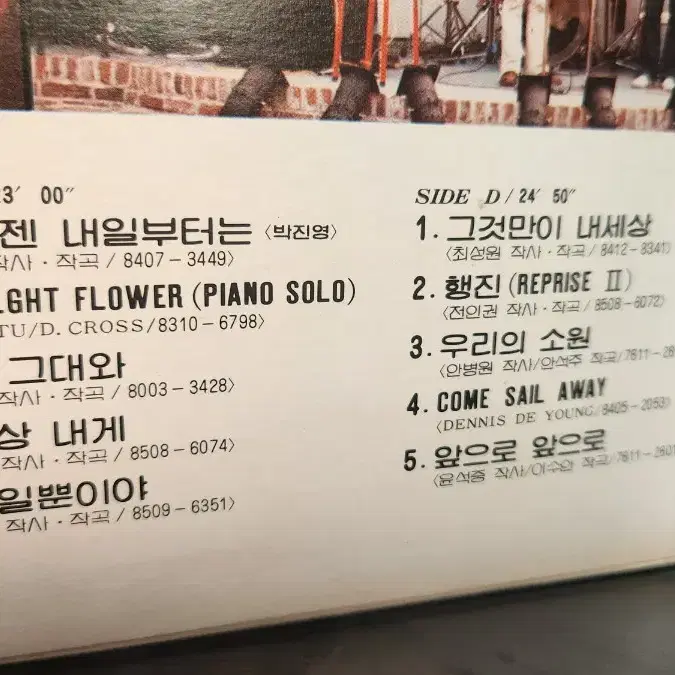 23′ 00″
젠 내일부터는 〈박진영〉
작사 · 작곡 / 8407 – 3449〉
LGHT FLOWER (PIANO SOLO)
TU/D. CROSS/8310 – 6798〉
그대와
작사 · 작곡 / 8003 – 3428〉
상 내게
작사 · 작곡 / 8508 – 6074〉
일뿐이야
작사 · 작곡 / 8509 – 6351〉
SIDE D / 24′ 50″
1. 그것만이 내세상
〈최성원 작사 · 작곡 / 8412 – 8341〉
2. 행진 (REPRISE II)
〈전인권 작사 · 작곡 / 8508 – 6072〉
3. 우리의 소원
〈안병원 작사/안석주 작곡/7611 – 26
4. COME SAIL AWAY
〈DENNIS DE YOUNG/8405 – 2053〉
5. 앞으로 앞으로
〈윤석중 작사/이수인 작곡/7611 – 2601